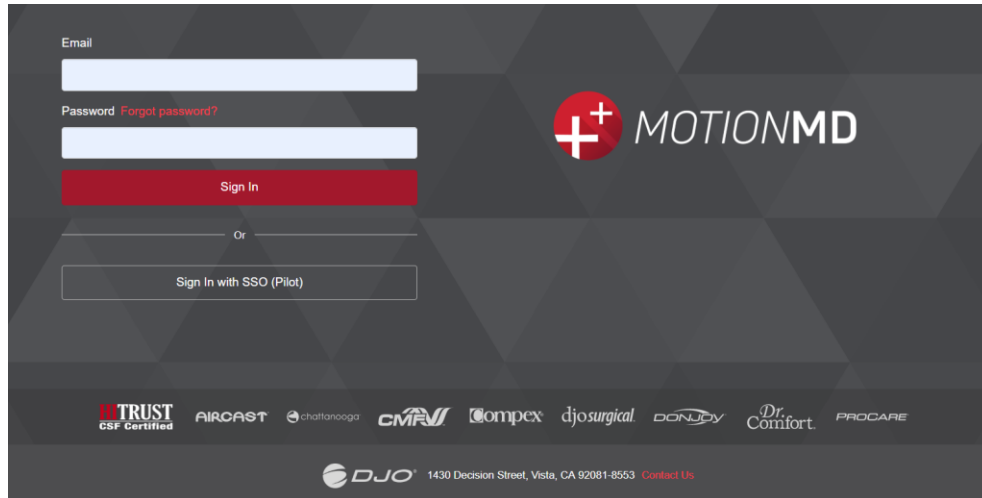 Email
Password Forgot password?
Sign In
Or
Sign In with SSO (Pilot)
MOTIONMD
HITRUST
CSF Certified
AIRCAST
chattanooga
CMF
Compex
djosurgical
DONJOY
Dr.
Comfort
PROCARE
DJO® 1430 Decision Street, Vista, CA 92081-8553 Contact Us